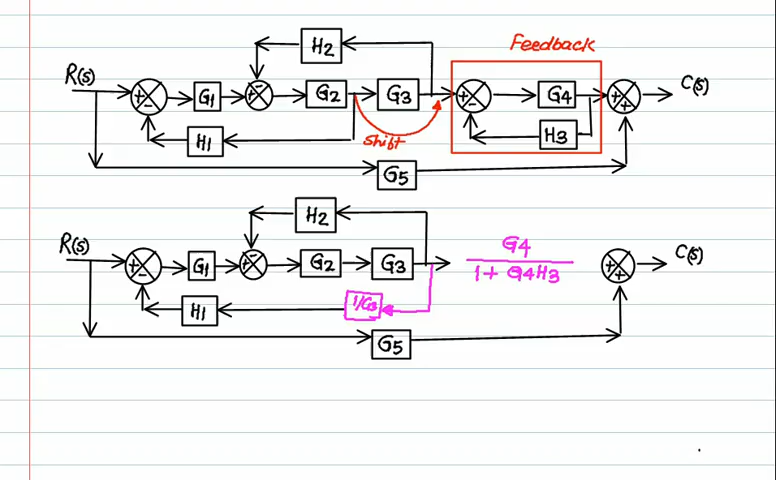 Feedback
H2
R(s) + - G1 + - G2 G3 + - G4 + + C(s)
H1 shift H3
G5
H2
R(s) + - G1 + - G2 G3 G4 / 1 + G4H3 + + C(s)
H1 1/G3
G5